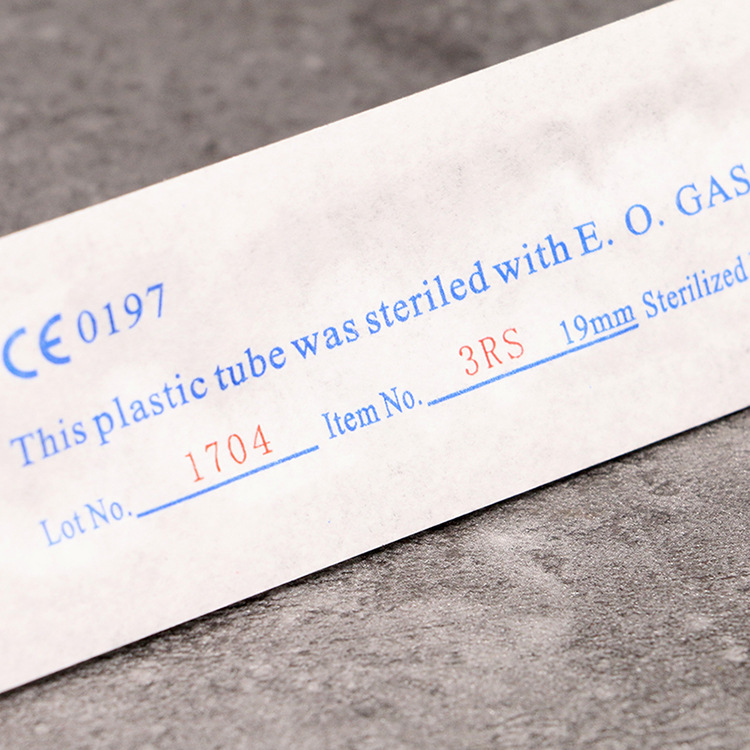 CE 0197
This plastic tube was steriled with E. O. GAS
Lot No. 1704 Item No. 3RS 19mm Sterilized